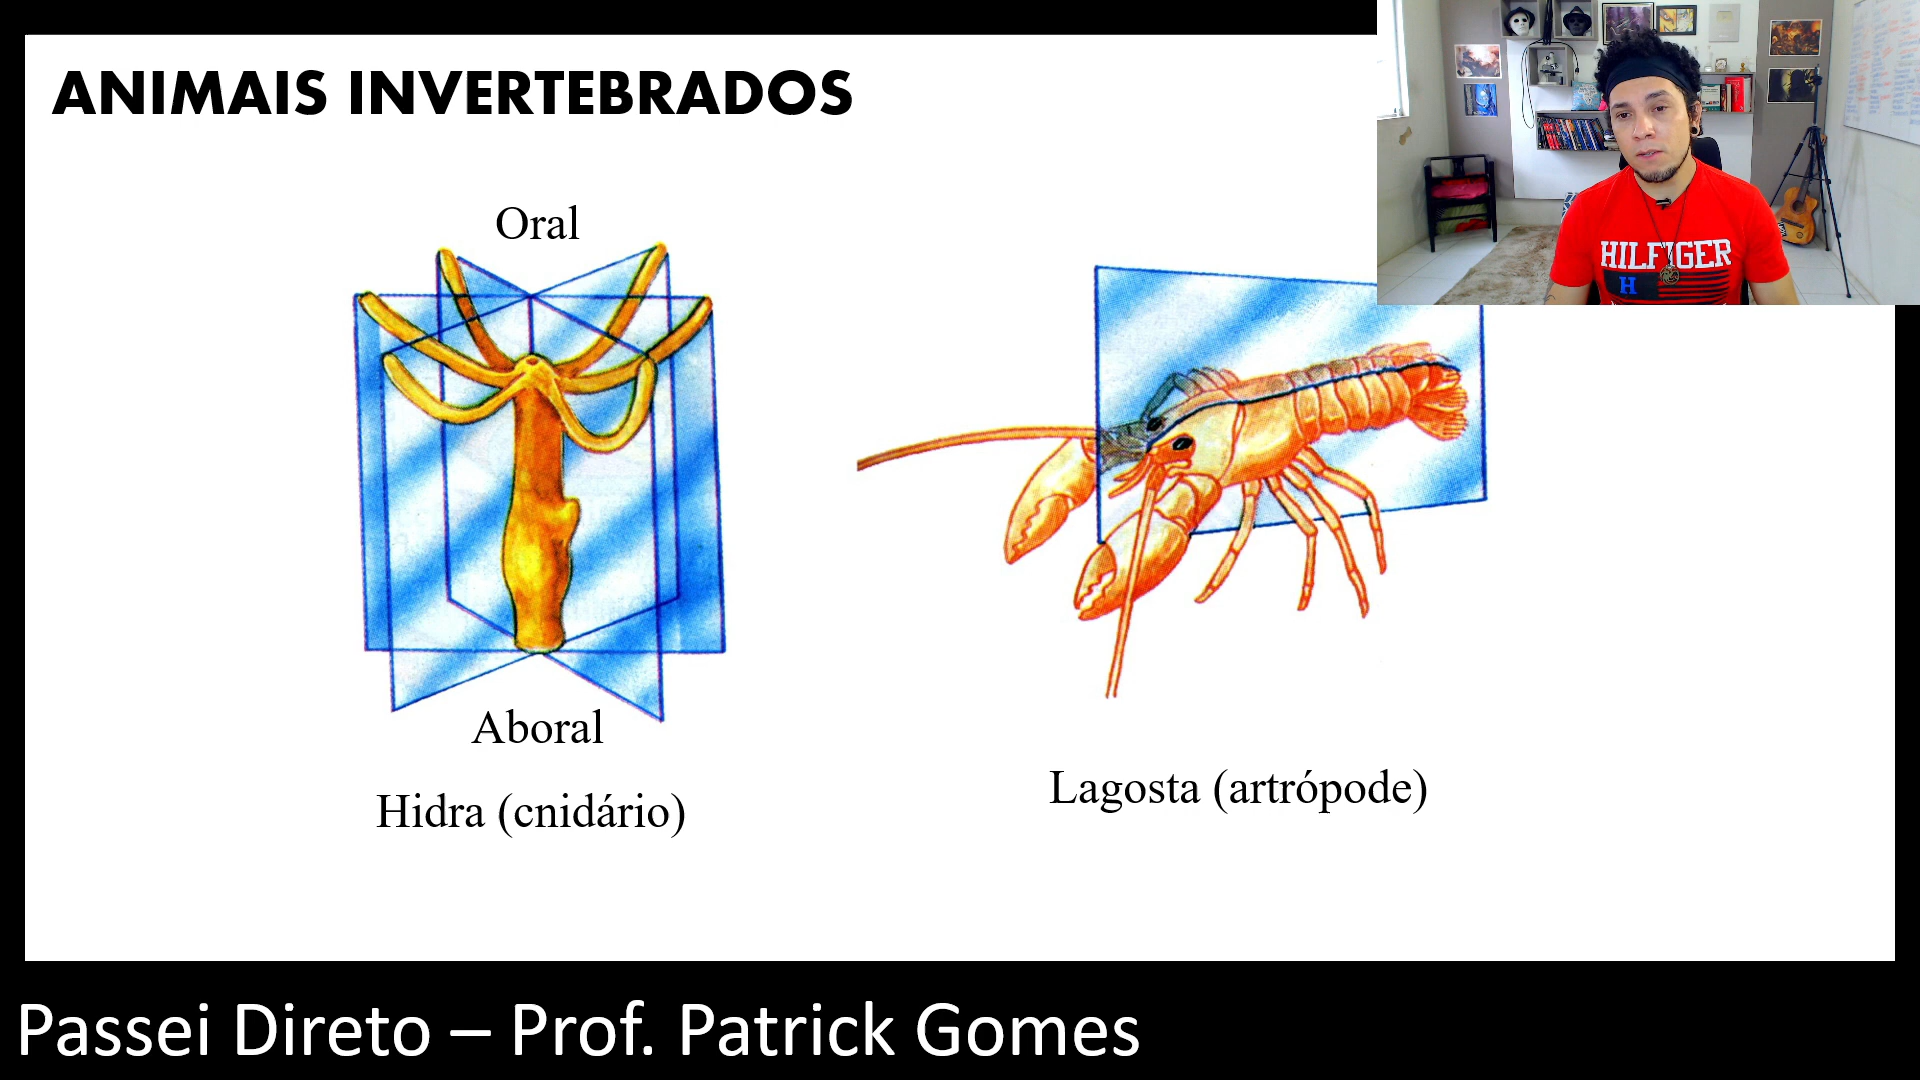 ANIMAIS INVERTEBRADOS
Oral
Aboral
Hidra (cnidário)
Lagosta (artrópode)
HILFIGER
H
Passei Direto – Prof. Patrick Gomes